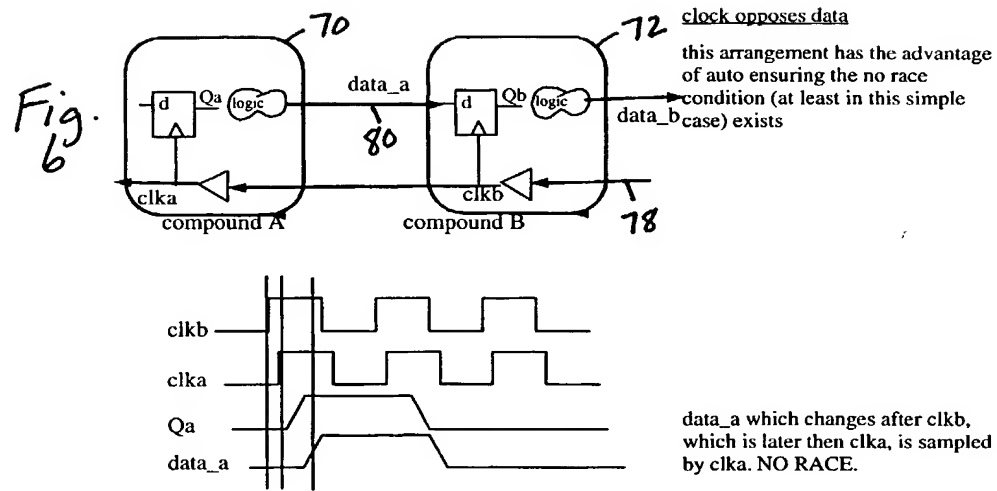 70
72
clock opposes data
this arrangement has the advantage
of auto ensuring the no race
condition (at least in this simple
case) exists
Fig.
6
d
Qa
logic
data_a
80
d
Qb
logic
data_b
clka
clkb
78
compound A
compound B
clkb
clka
Qa
data_a
data_a which changes after clkb,
which is later then clka, is sampled
by clka. NO RACE.